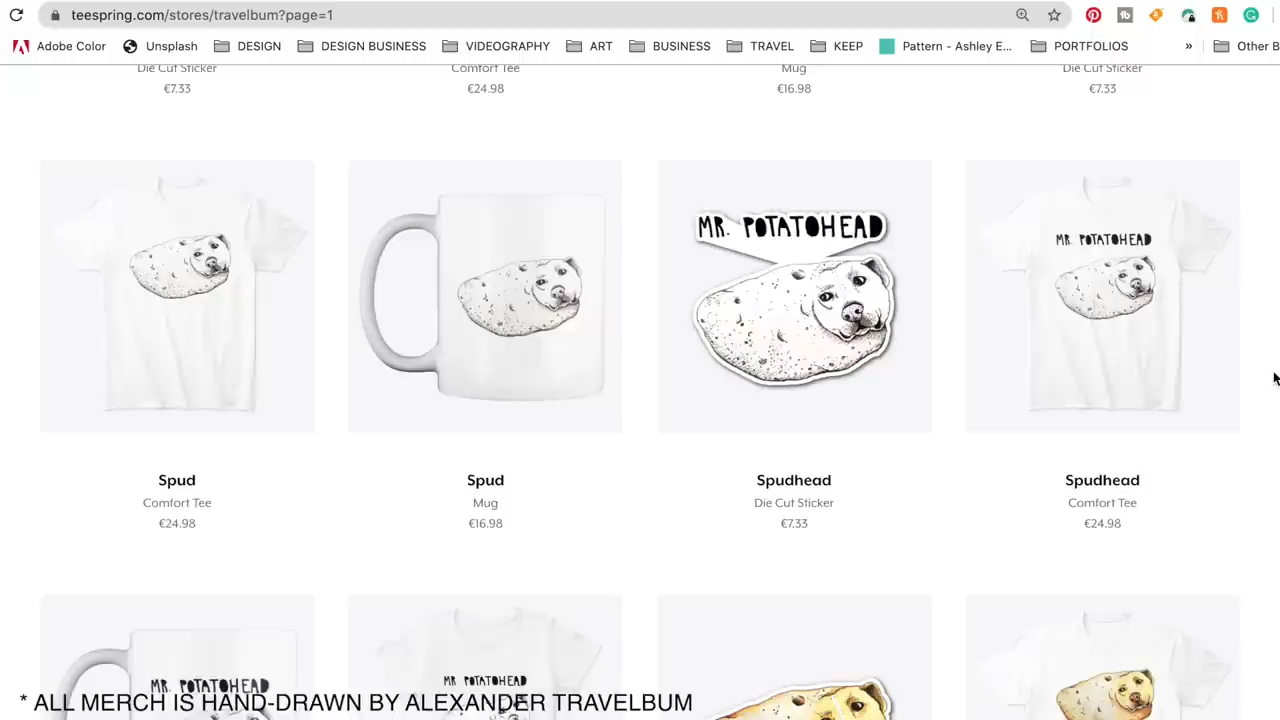 teespring.com/stores/travelbum?page=1
Adobe Color Unsplash DESIGN DESIGN BUSINESS VIDEOGRAPHY ART BUSINESS TRAVEL KEEP Pattern - Ashley E... PORTFOLIOS » Other B
Die Cut Sticker Comfort Tee Mug Die Cut Sticker
€7.33 €24.98 €16.98 €7.33
MR. POTATOHEAD MR. POTATOHEAD
Spud Spud Spudhead Spudhead
Comfort Tee Mug Die Cut Sticker Comfort Tee
€24.98 €16.98 €7.33 €24.98
MR. POTATOHEAD MR. POTATOHEAD
* ALL MERCH IS HAND-DRAWN BY ALEXANDER TRAVELBUM